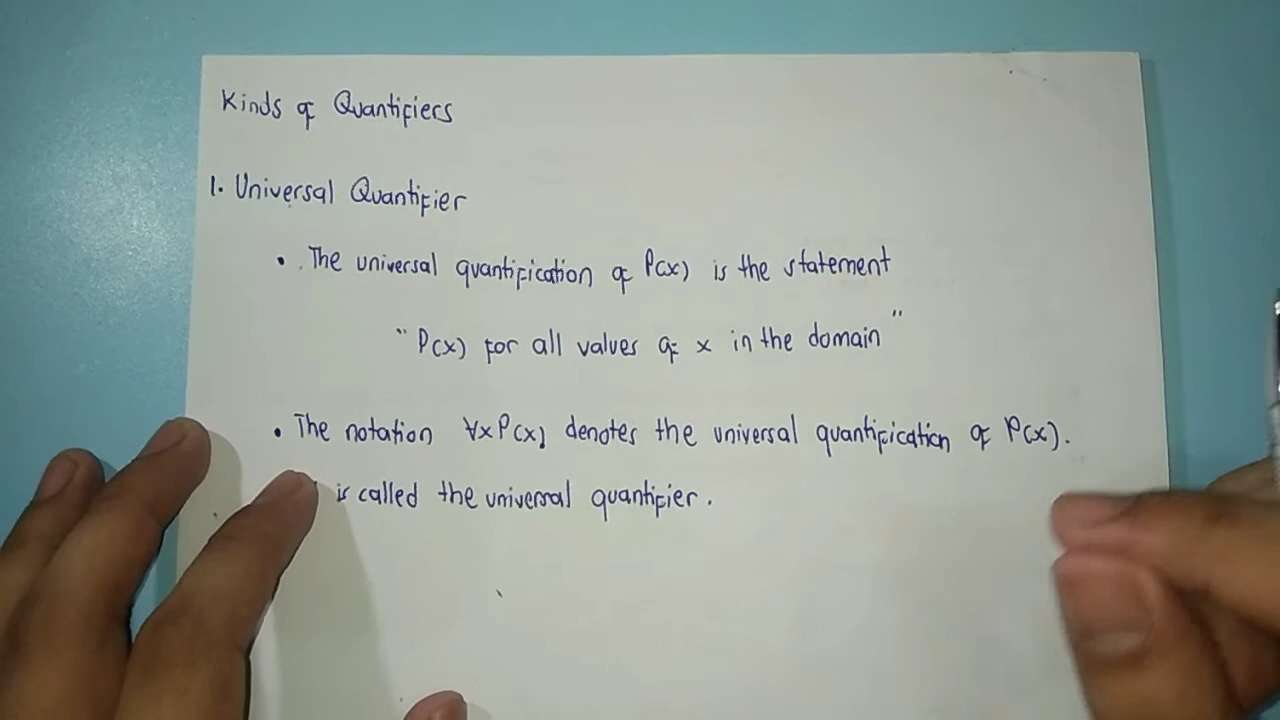 Kinds of Quantifiers
1. Universal Quantifier
• The universal quantification of P(x) is the statement
" P(x) for all values of x in the domain "
• The notation ∀xP(x) denotes the universal quantification of P(x).
is called the universal quantifier.